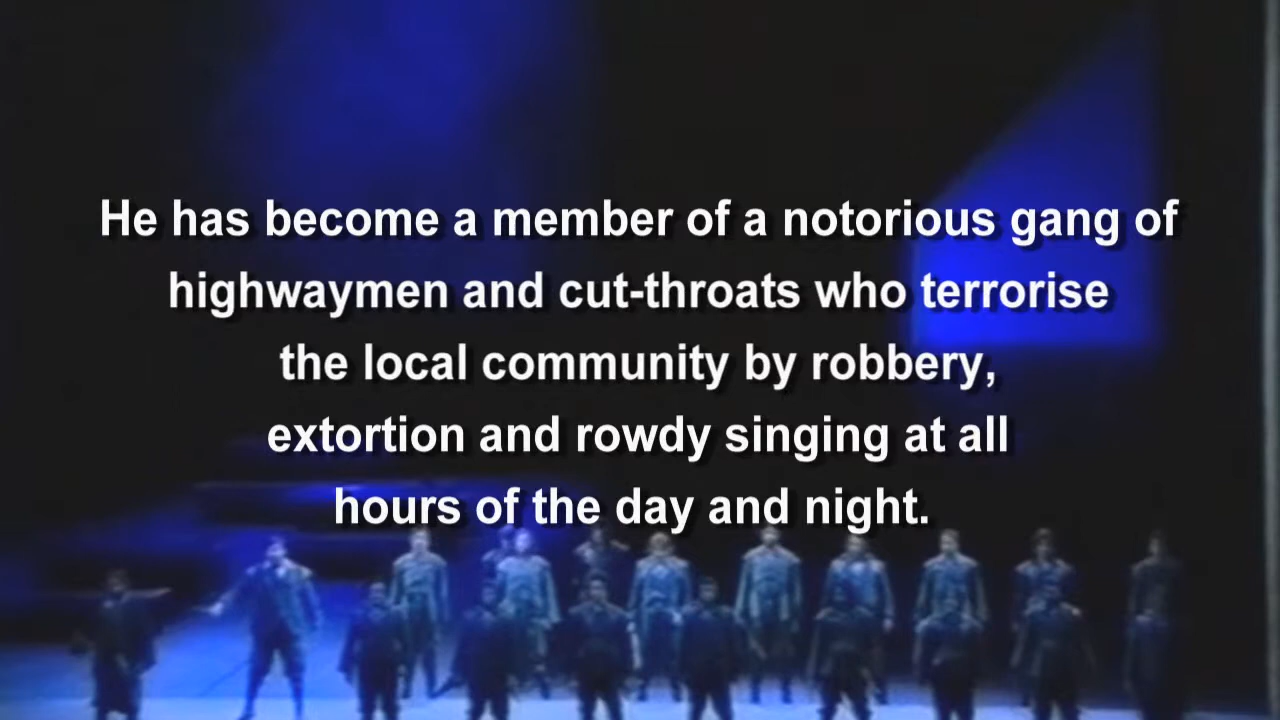 He has become a member of a notorious gang of
highwaymen and cut-throats who terrorise
the local community by robbery,
extortion and rowdy singing at all
hours of the day and night.